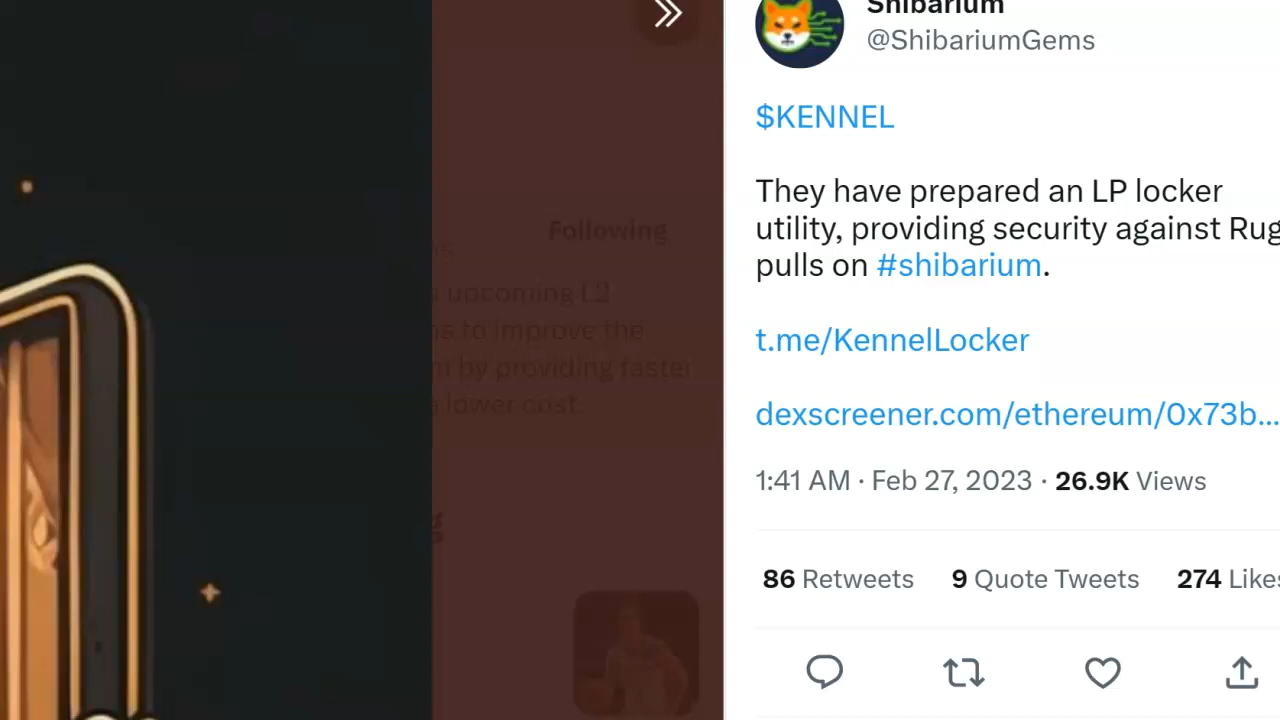 Shibarium
@ShibariumGems
$KENNEL
They have prepared an LP locker
utility, providing security against Rug
pulls on #shibarium.
t.me/KennelLocker
dexscreener.com/ethereum/0x73b...
1:41 AM · Feb 27, 2023 · 26.9K Views
86 Retweets 9 Quote Tweets 274 Likes
Following
upcoming L2
to improve the
by providing faster
lower cost.